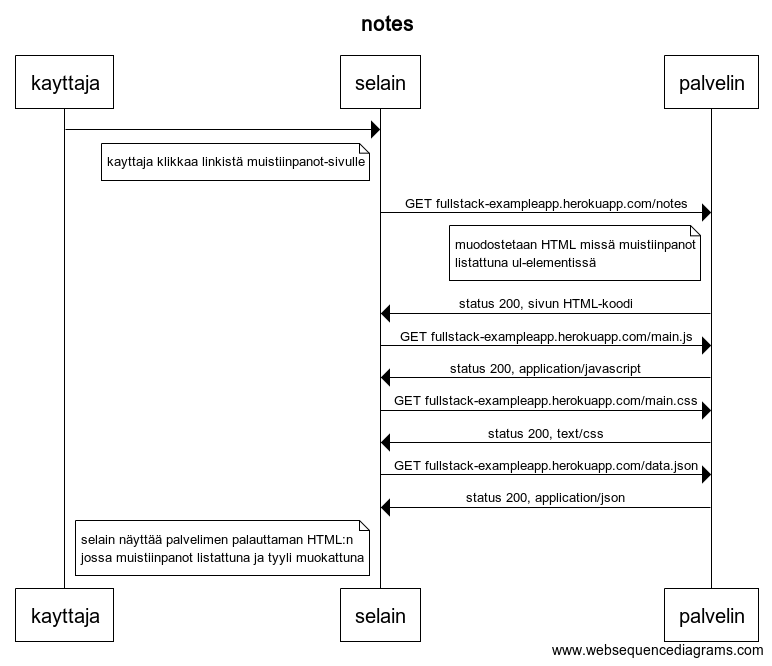 notes
kayttaja
selain
palvelin
kayttaja klikkaa linkistä muistiinpanot-sivulle
GET fullstack-exampleapp.herokuapp.com/notes
muodostetaan HTML missä muistiinpanot
listattuna ul-elementissä
status 200, sivun HTML-koodi
GET fullstack-exampleapp.herokuapp.com/main.js
status 200, application/javascript
GET fullstack-exampleapp.herokuapp.com/main.css
status 200, text/css
GET fullstack-exampleapp.herokuapp.com/data.json
status 200, application/json
selain näyttää palvelimen palauttaman HTML:n
jossa muistiinpanot listattuna ja tyyli muokattuna
kayttaja
selain
palvelin
www.websequencediagrams.com